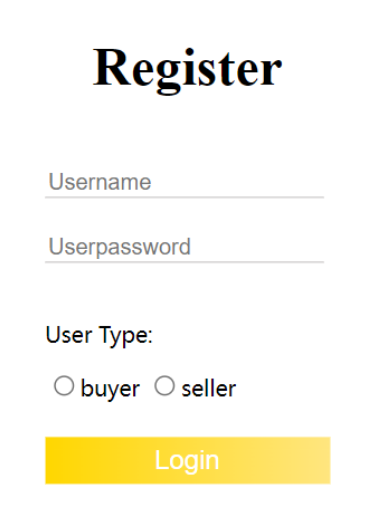 Register
Username
Userpassword
User Type:
buyer seller
Login